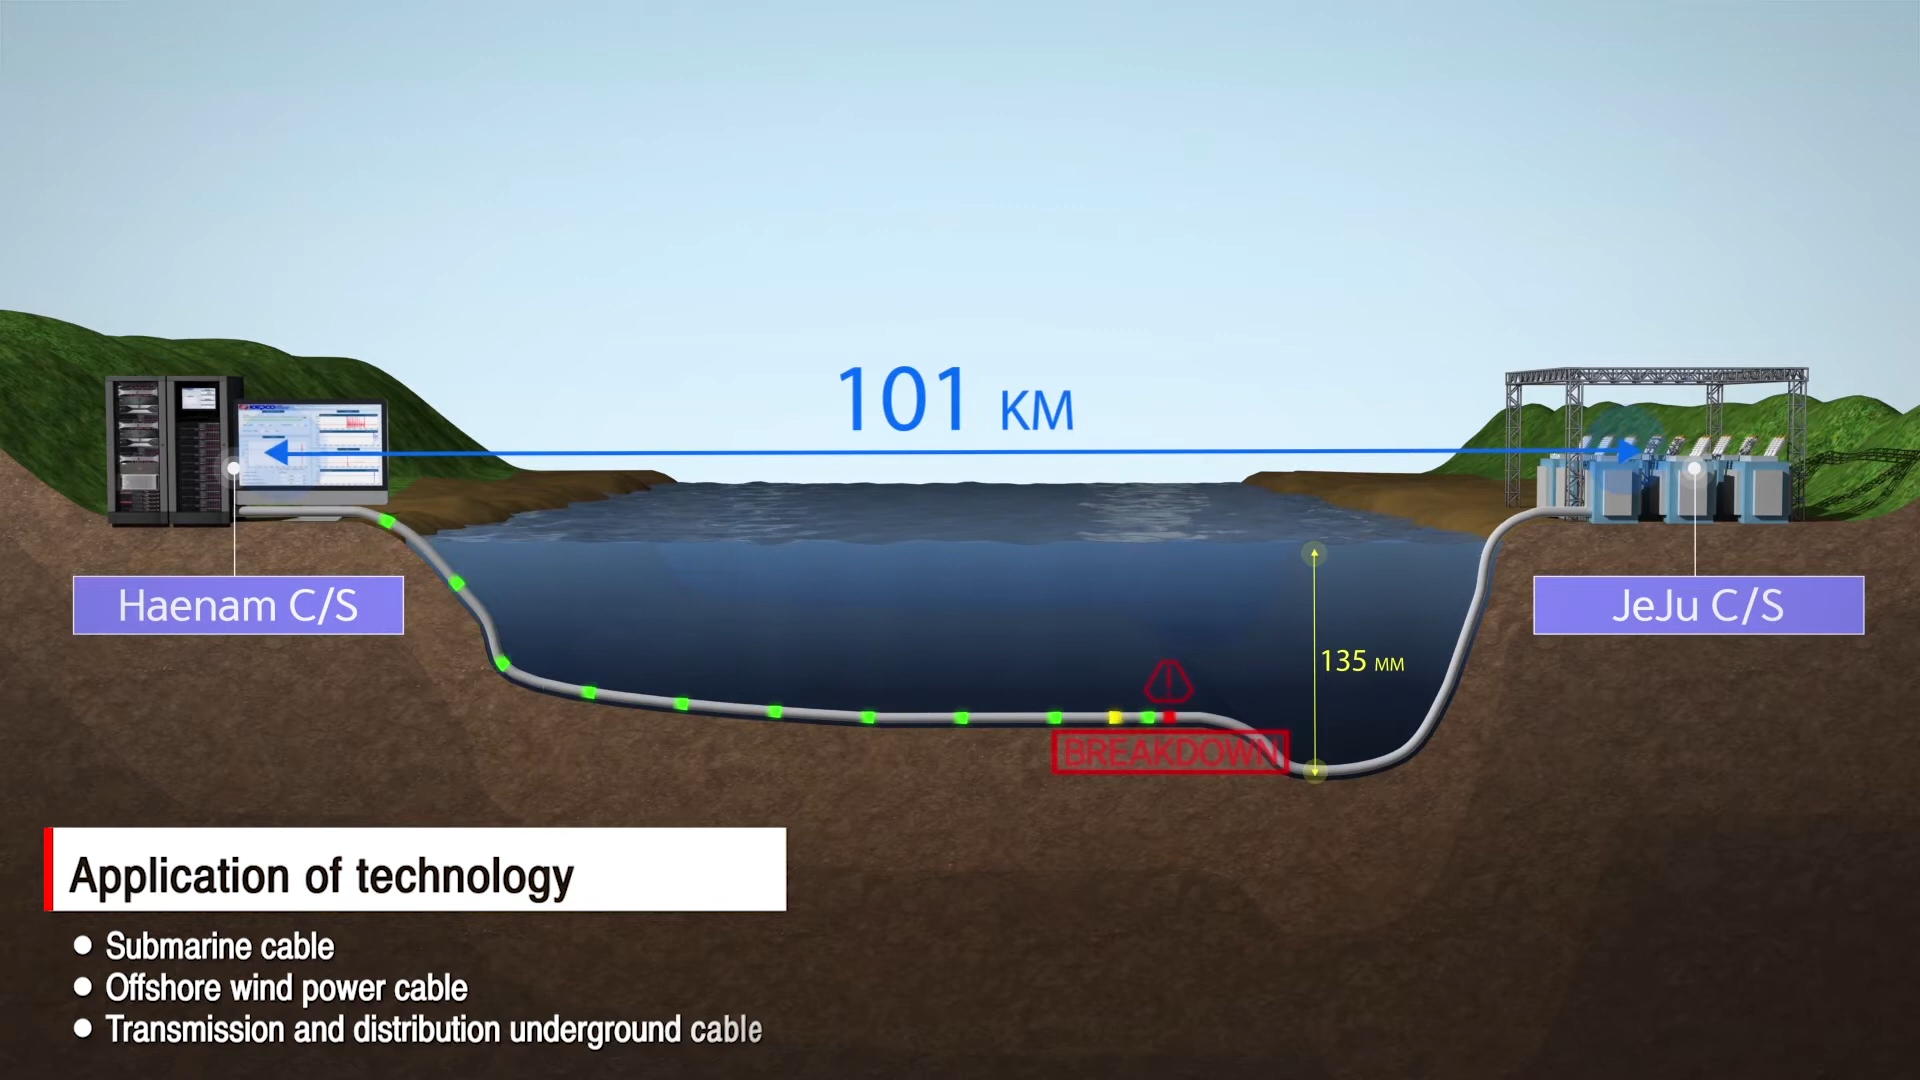 101 KM
Haenam C/S
JeJu C/S
135 MM
BREAKDOWN
Application of technology
● Submarine cable
● Offshore wind power cable
● Transmission and distribution underground cable